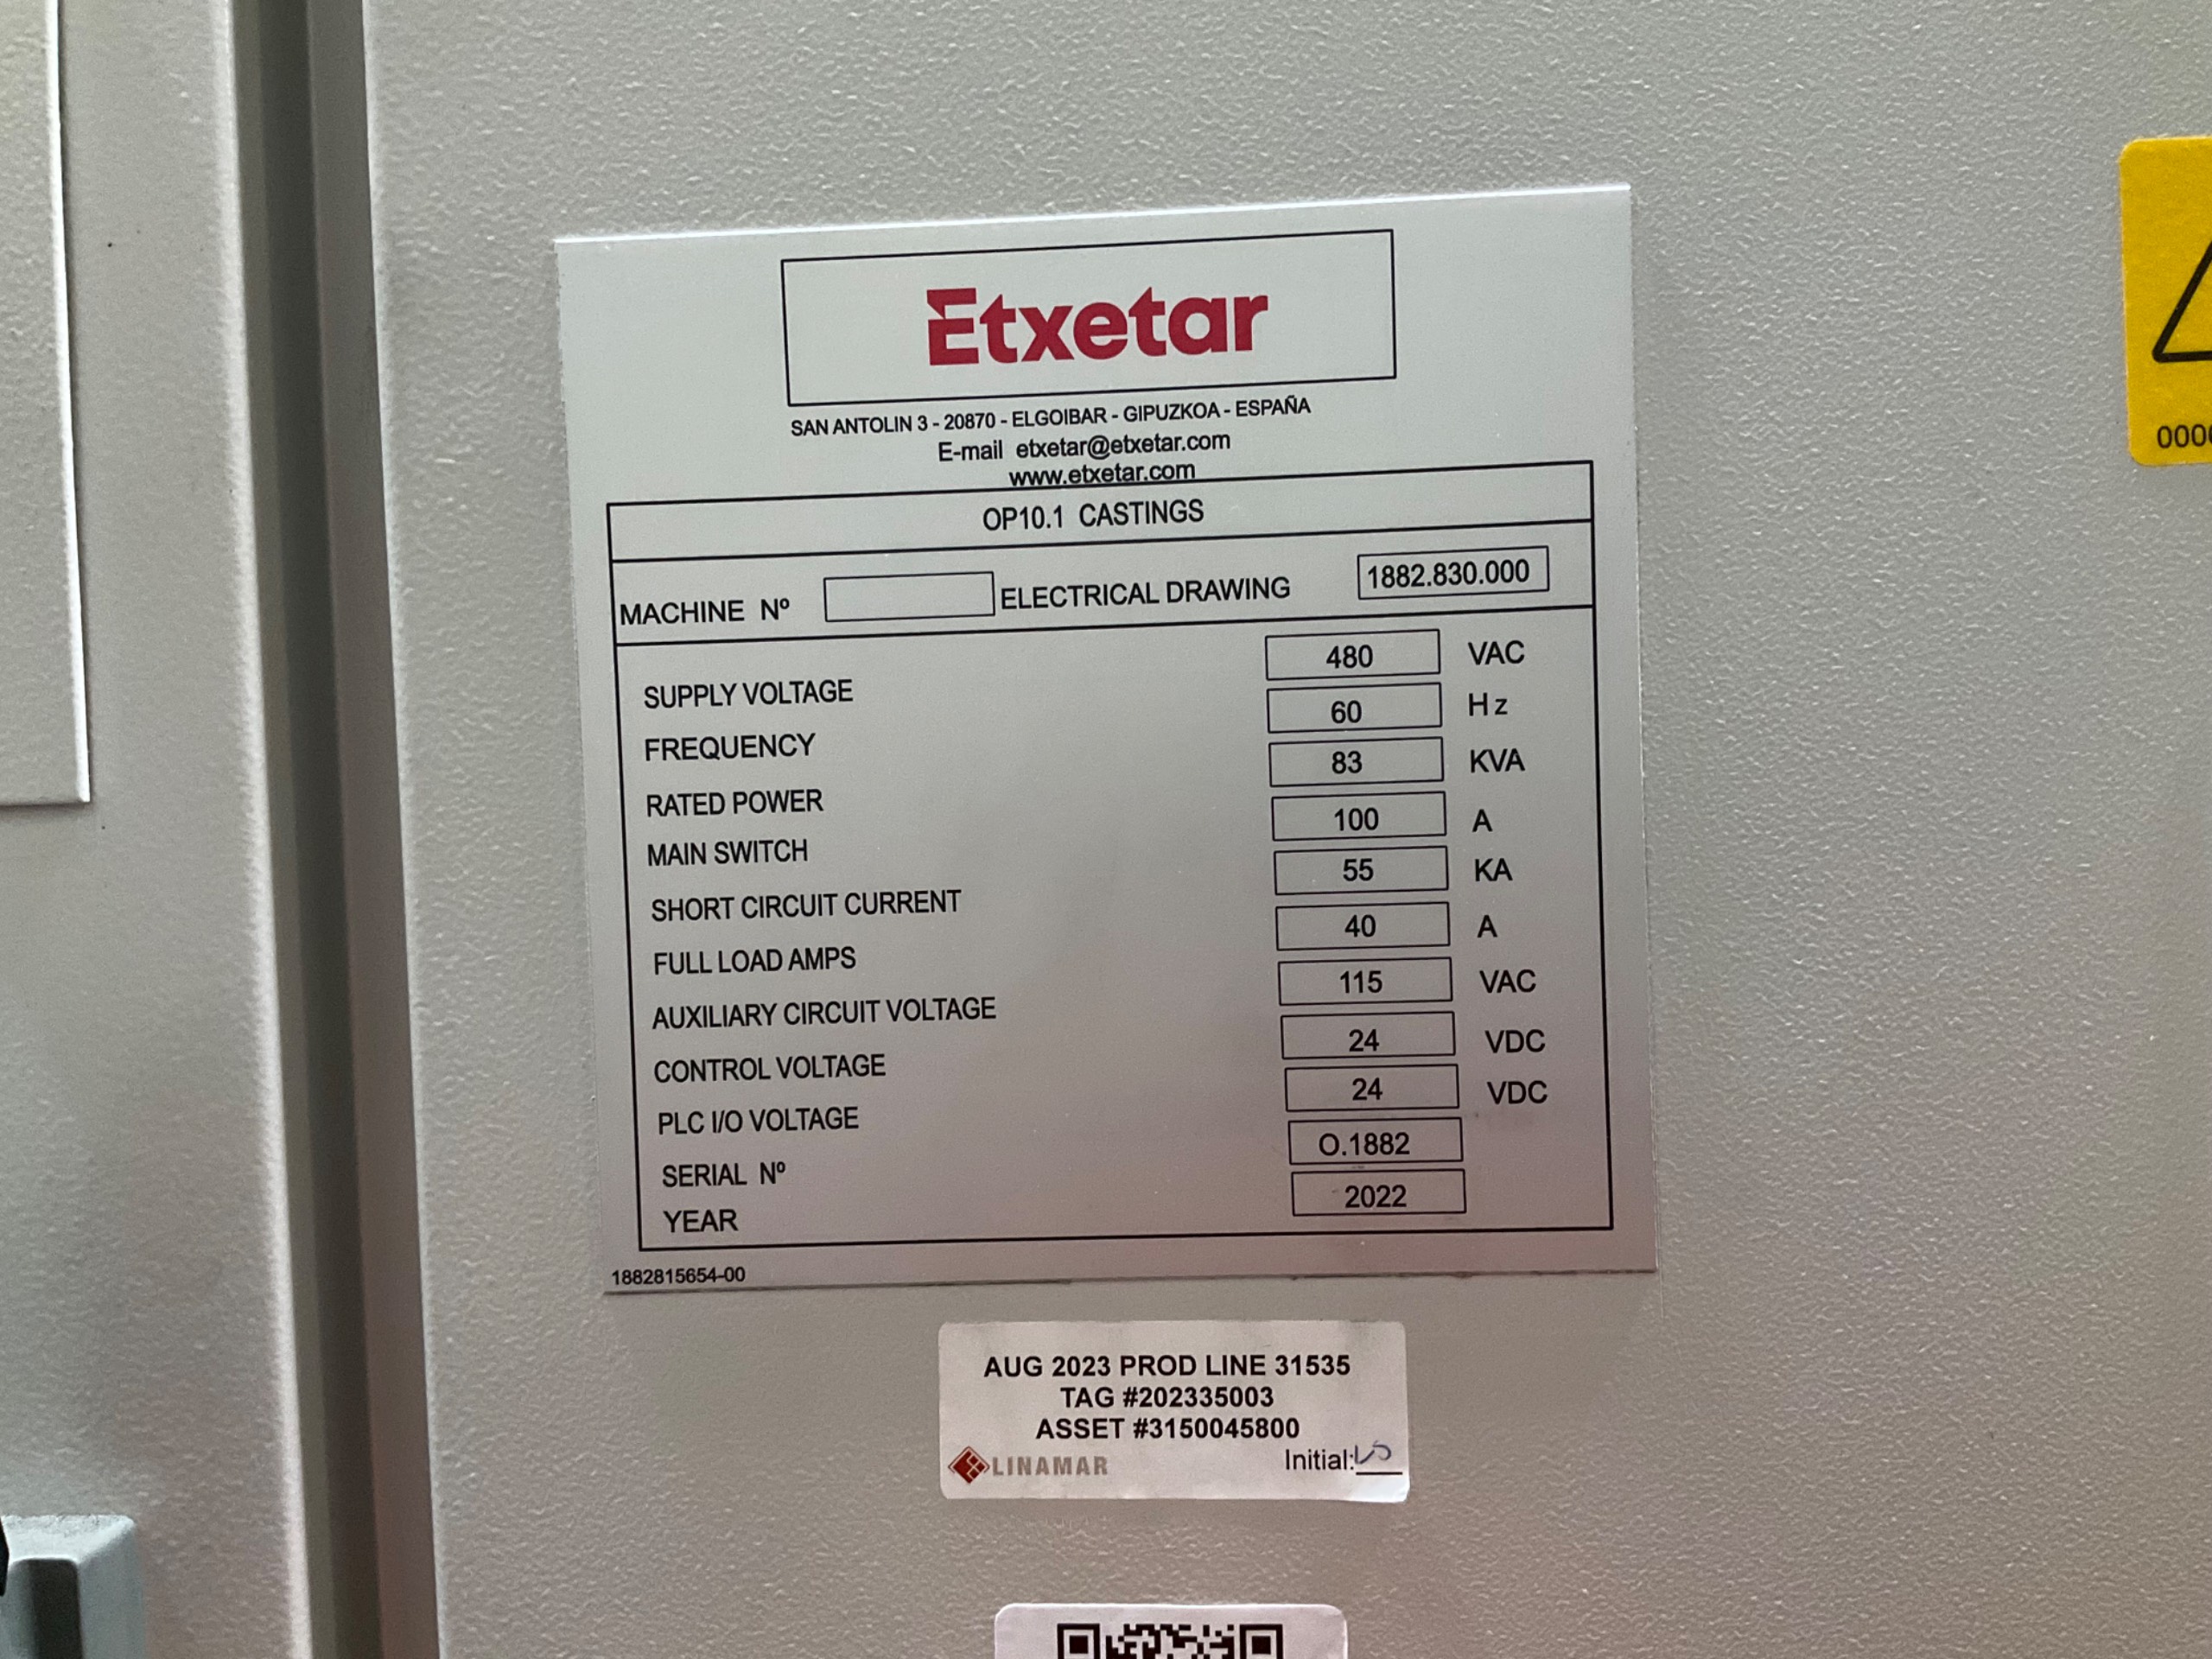 Etxetar
SAN ANTOLIN 3 - 20870 - ELGOIBAR - GIPUZKOA - ESPAÑA
E-mail etxetar@etxetar.com
www.etxetar.com
OP10.1 CASTINGS
MACHINE Nº ELECTRICAL DRAWING 1882.830.000
SUPPLY VOLTAGE 480 VAC
FREQUENCY 60 Hz
RATED POWER 83 KVA
MAIN SWITCH 100 A
SHORT CIRCUIT CURRENT 55 KA
FULL LOAD AMPS 40 A
AUXILIARY CIRCUIT VOLTAGE 115 VAC
CONTROL VOLTAGE 24 VDC
PLC I/O VOLTAGE 24 VDC
SERIAL Nº O.1882
YEAR 2022
1882815654-00
AUG 2023 PROD LINE 31535
TAG #202335003
ASSET #3150045800
LINAMAR Initial: